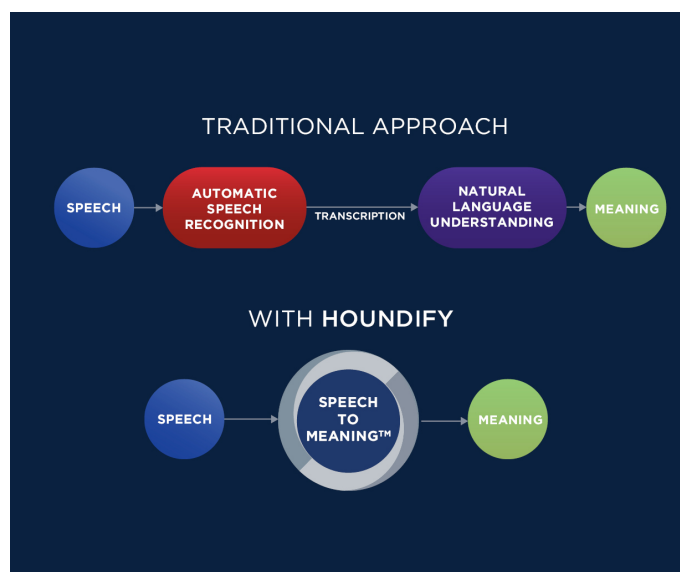 TRADITIONAL APPROACH
SPEECH
AUTOMATIC
SPEECH
RECOGNITION
TRANSCRIPTION
NATURAL
LANGUAGE
UNDERSTANDING
MEANING
WITH HOUNDIFY
SPEECH
SPEECH
TO
MEANING™
MEANING